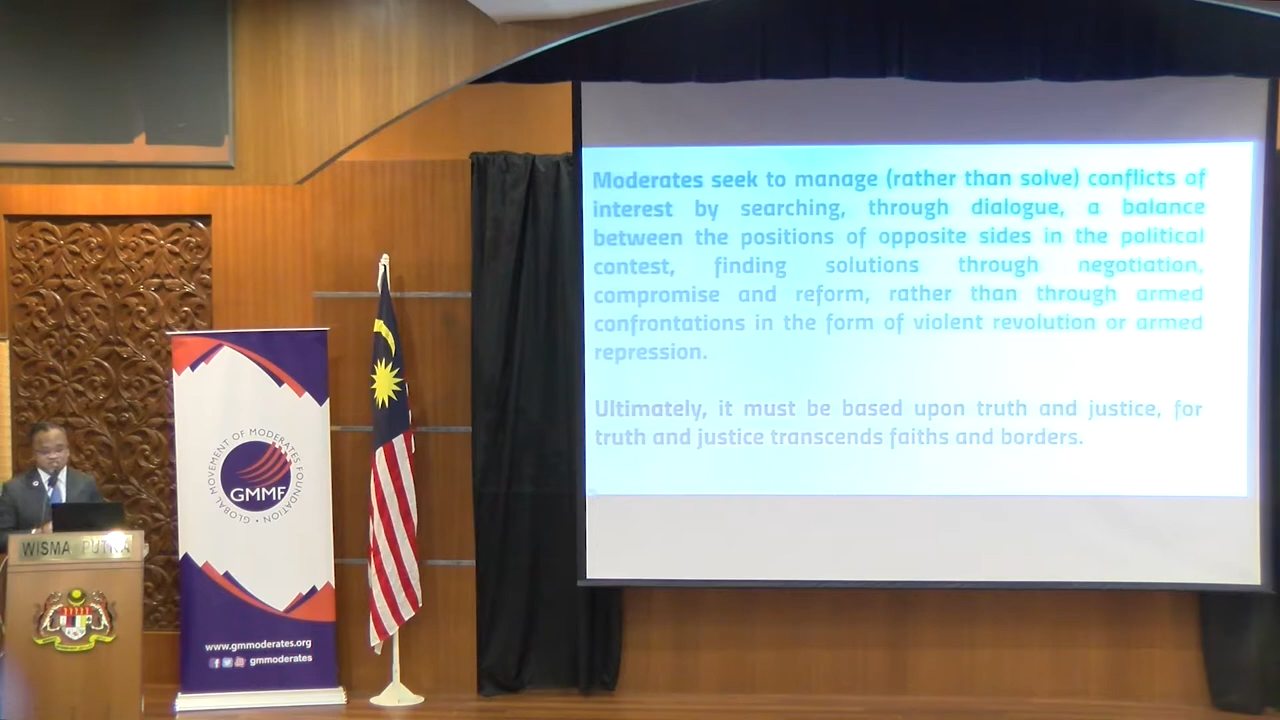 Moderates seek to manage (rather than solve) conflicts of
interest by searching, through dialogue, a balance
between the positions of opposite sides in the political
contest, finding solutions through negotiation,
compromise and reform, rather than through armed
confrontations in the form of violent revolution or armed
repression.
Ultimately, it must be based upon truth and justice, for
truth and justice transcends faiths and borders.
GLOBAL MOVEMENT OF MODERATES FOUNDATION •
GMMF
www.gmmoderates.org
gmmoderates
WISMA PUTRA